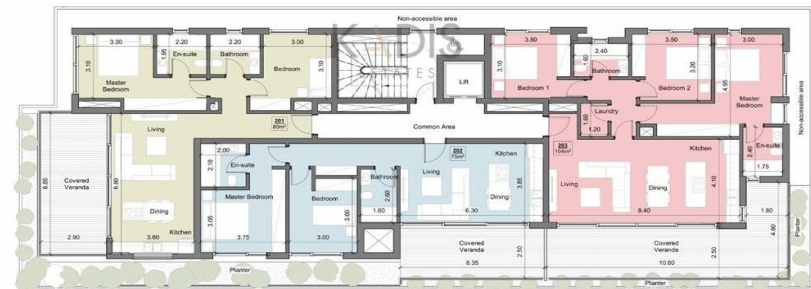 Non-accessible area
KADIS
ESTATES
3.30
2.20
2.20
3.00
3.50
2.40
3.50
3.00
En-suite
Bathroom
Bedroom
3.10
1.95
3.10
Master
Bedroom
Lift
3.10
1.60
Bathroom
3.20
4.95
Bedroom 1
Bedroom 2
Master
Bedroom
Non-accessible area
Laundry
1.60
1.20
Living
201
80m²
Common Area
203
104m²
Kitchen
En-suite
2.40
1.75
2.00
En-suite
2.10
202
75m²
Kitchen
Covered
Veranda
6.85
6.80
Living
Bathroom
2.60
Living
3.85
Dining
Living
Dining
4.10
Master Bedroom
Bedroom
Dining
3.05
3.60
1.60
6.30
8.40
1.80
Kitchen
2.90
3.60
3.75
3.00
Covered
Veranda
2.50
Covered
Veranda
2.50
4.60
Planter
6.35
10.60
Planter
Planter